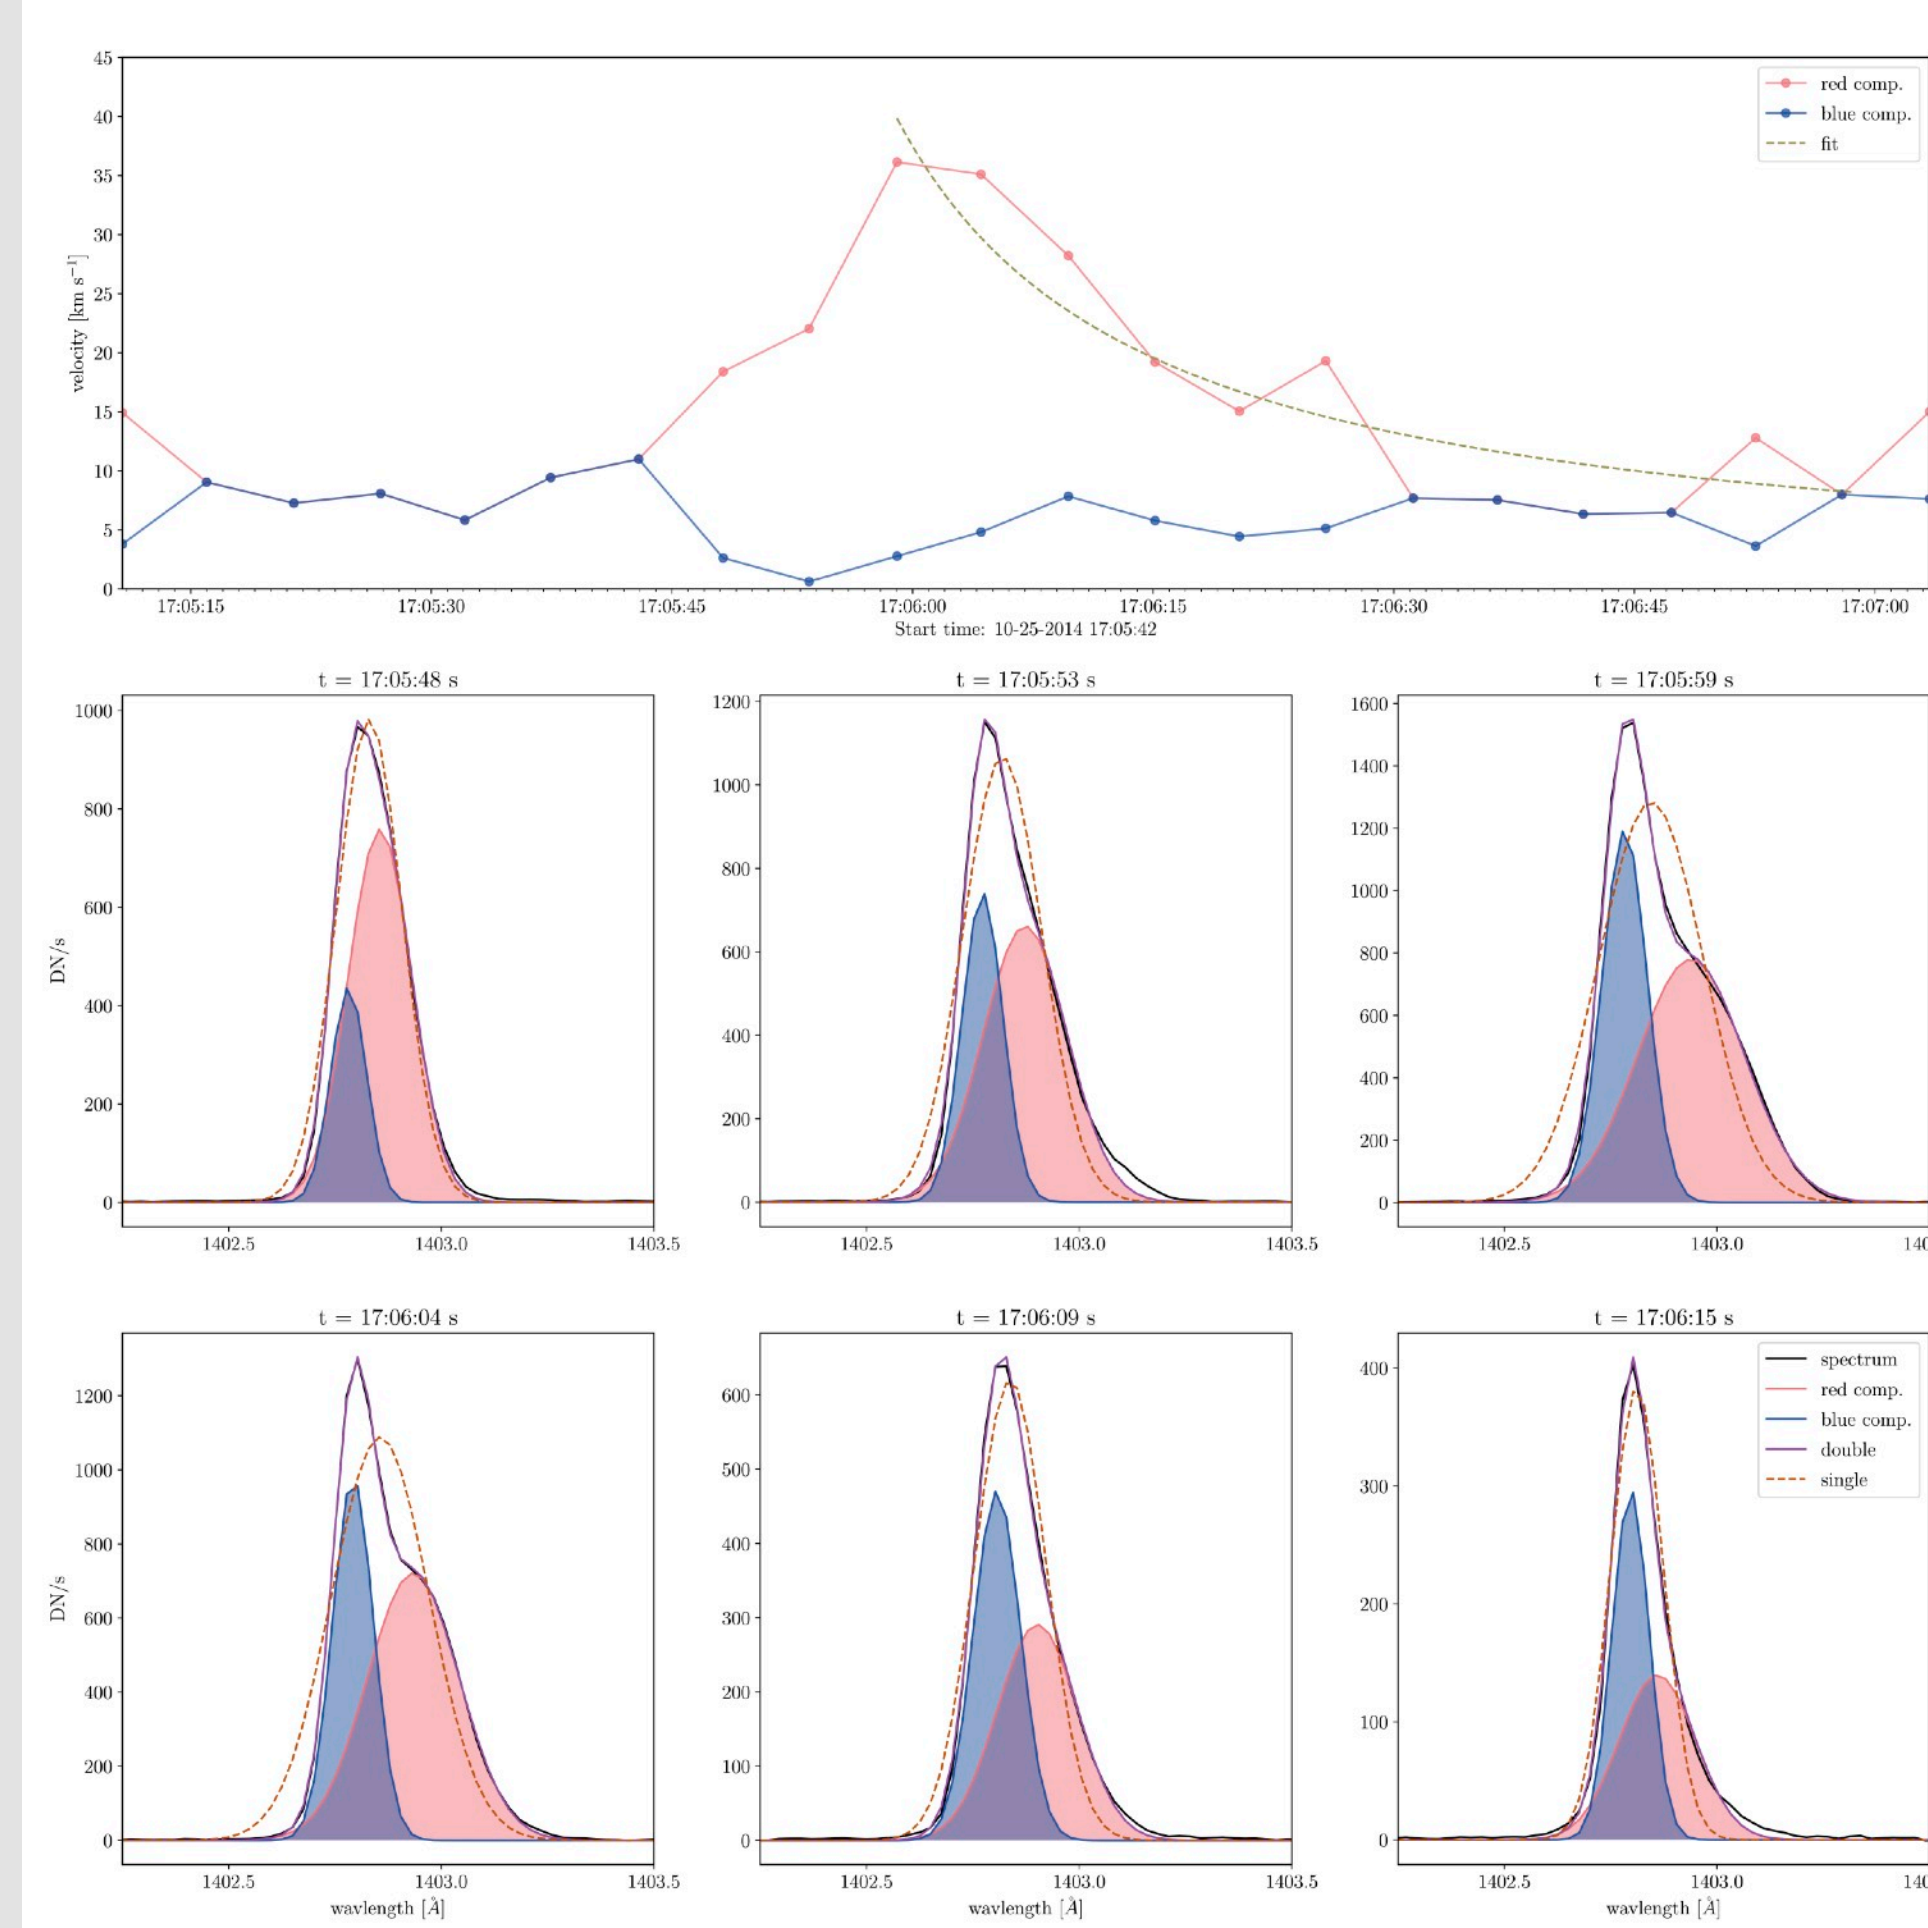 45
40
35
30
25
20
15
10
5
0
velocity [km s⁻¹]
red comp.
blue comp.
fit
17:05:15 17:05:30 17:05:45 17:06:00 17:06:15 17:06:30 17:06:45 17:07:00
Start time: 10-25-2014 17:05:42
t = 17:05:48 s
1000
800
600
400
200
0
DN/s
1402.5 1403.0 1403.5
t = 17:05:53 s
1200
1000
800
600
400
200
0
1402.5 1403.0 1403.5
t = 17:05:59 s
1600
1400
1200
1000
800
600
400
200
0
1402.5 1403.0
t = 17:06:04 s
1200
1000
800
600
400
200
0
DN/s
1402.5 1403.0 1403.5
wavlength [Å]
t = 17:06:09 s
600
500
400
300
200
100
0
1402.5 1403.0 1403.5
wavlength [Å]
t = 17:06:15 s
400
300
200
100
0
spectrum
red comp.
blue comp.
double
single
1402.5 1403.0
wavlength [Å]